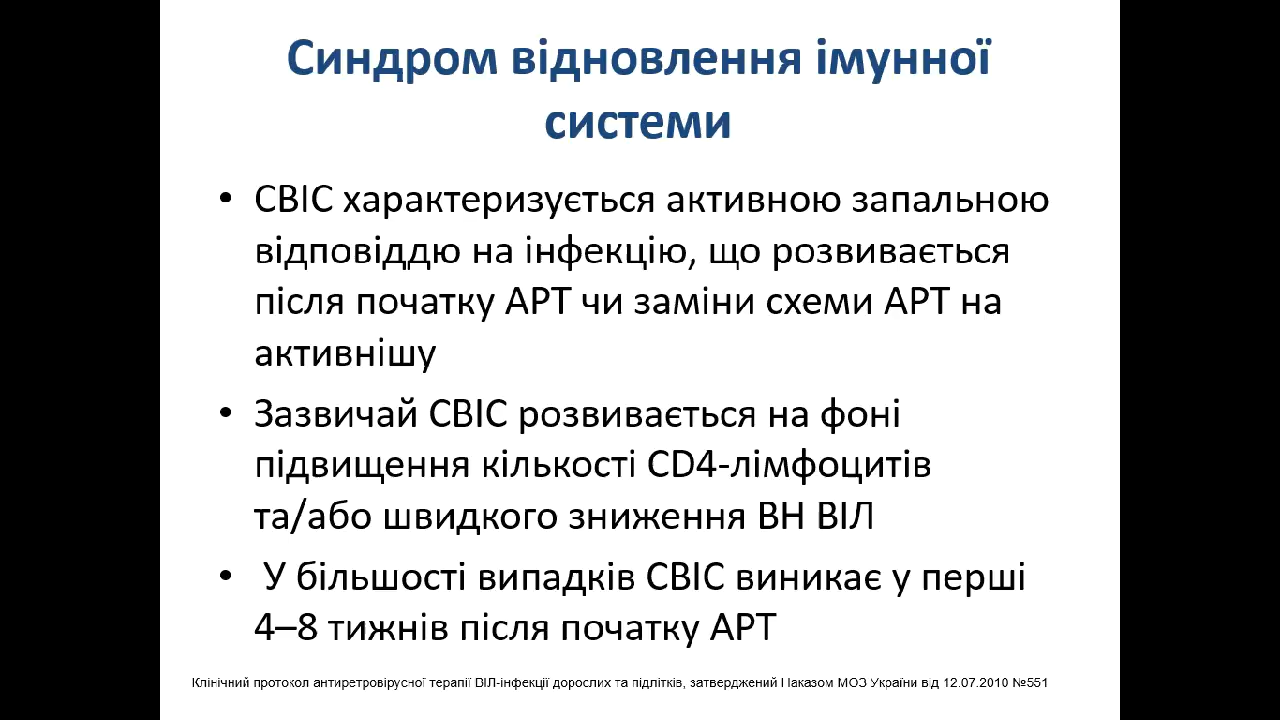 Синдром відновлення імунної
системи
• СВІС характеризується активною запальною
відповіддю на інфекцію, що розвивається
після початку АРТ чи заміни схеми АРТ на
активнішу
• Зазвичай СВІС розвивається на фоні
підвищення кількості CD4-лімфоцитів
та/або швидкого зниження ВН ВІЛ
• У більшості випадків СВІС виникає у перші
4–8 тижнів після початку АРТ
Клінічний протокол антиретровірусної терапії ВІЛ-інфекції дорослих та підлітків, затверджений Наказом МОЗ України від 12.07.2010 №551